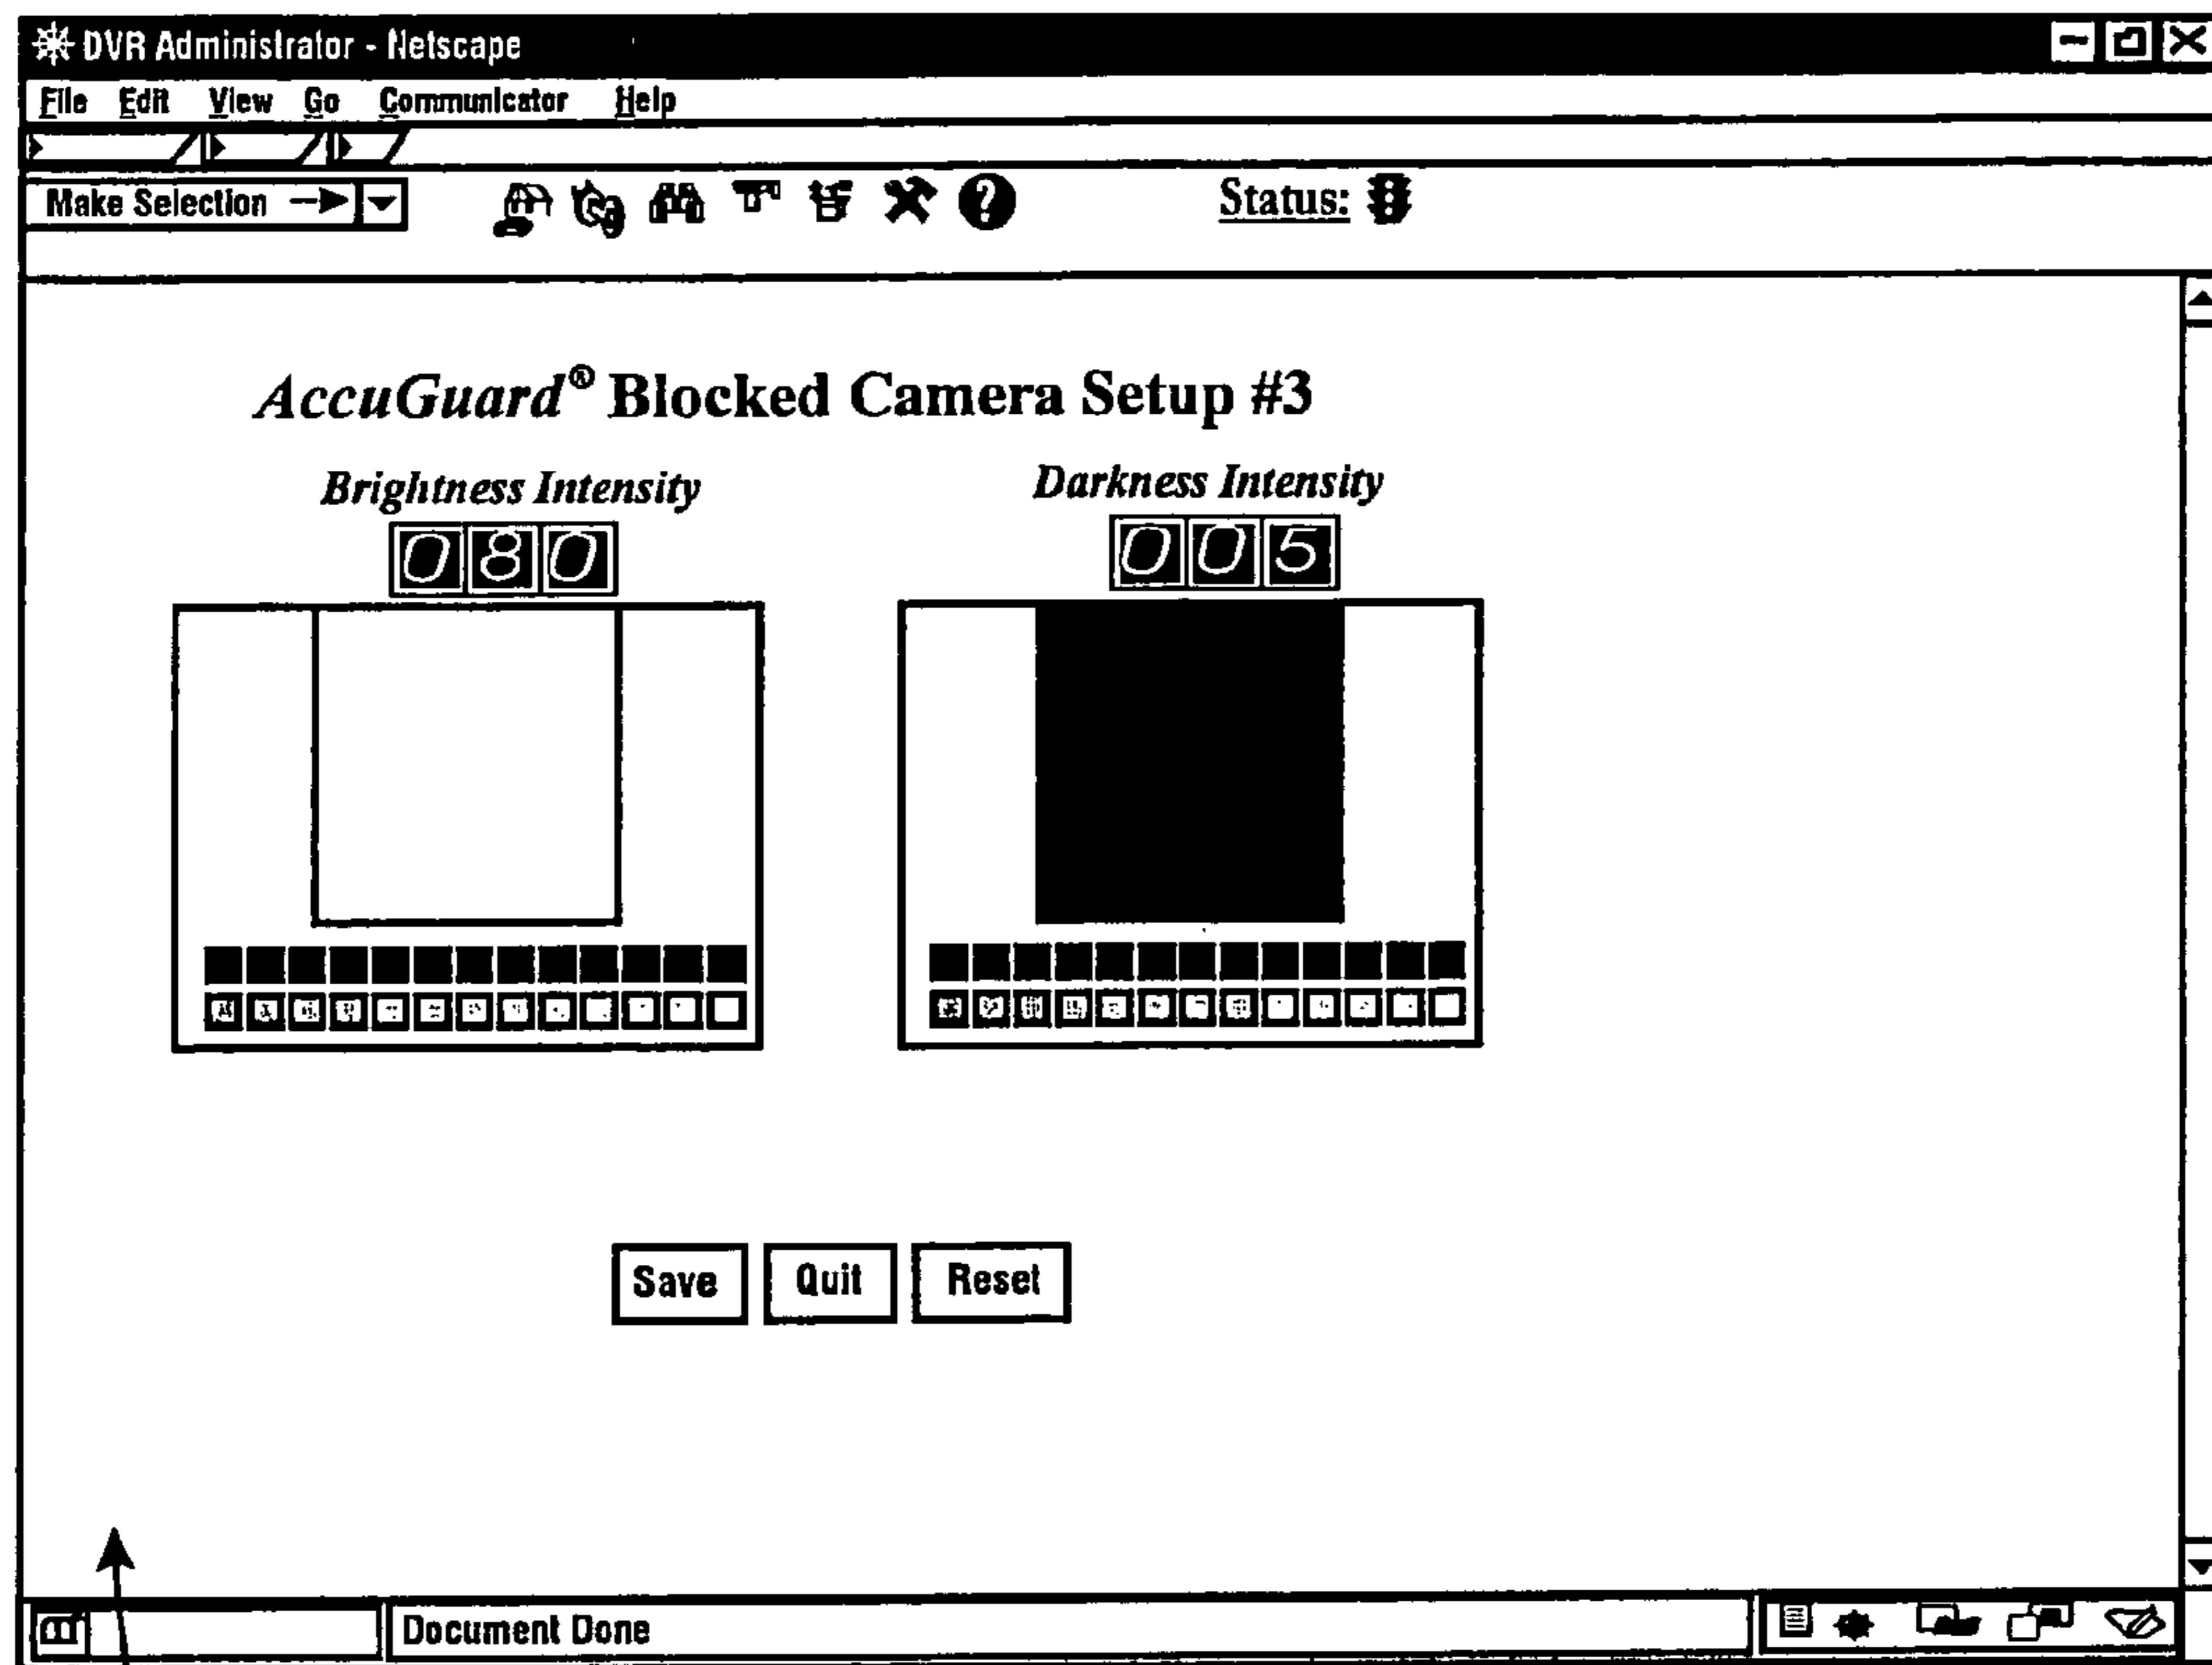 DVR Administrator - Netscape
File Edit View Go Communicator Help
Make Selection Status:
AccuGuard® Blocked Camera Setup #3
Brightness Intensity Darkness Intensity
080 005
Save Quit Reset
Document Done